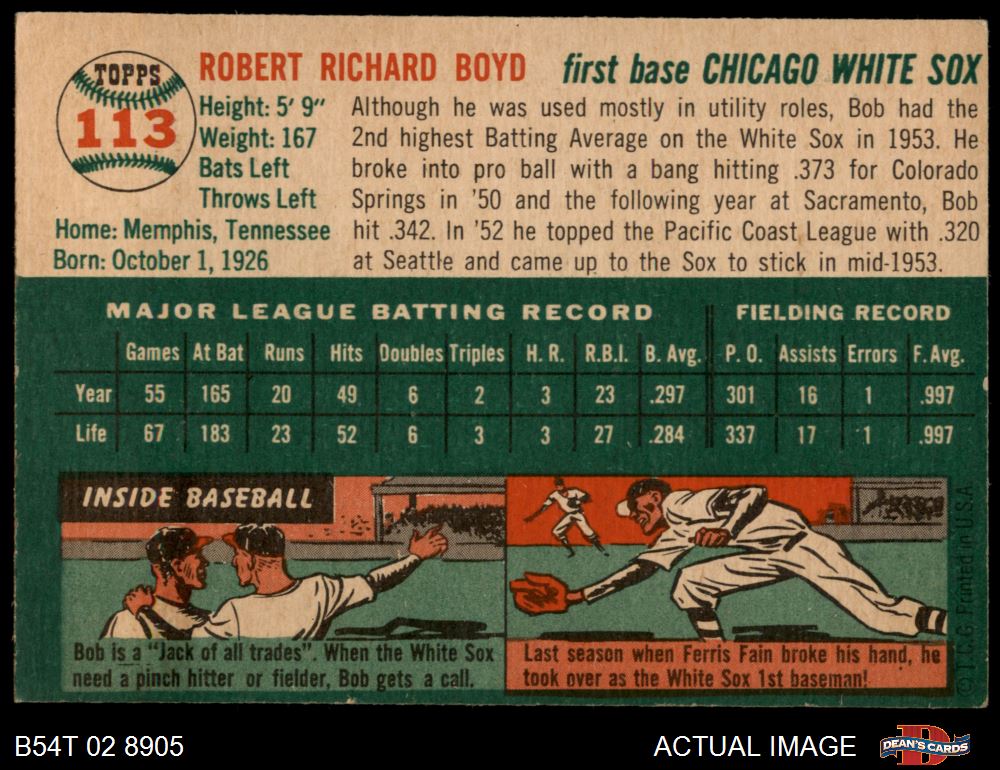 TOPPS
113
ROBERT RICHARD BOYD first base CHICAGO WHITE SOX
Height: 5' 9"
Weight: 167
Bats Left
Throws Left
Home: Memphis, Tennessee
Born: October 1, 1926
Although he was used mostly in utility roles, Bob had the
2nd highest Batting Average on the White Sox in 1953. He
broke into pro ball with a bang hitting .373 for Colorado
Springs in '50 and the following year at Sacramento, Bob
hit .342. In '52 he topped the Pacific Coast League with .320
at Seattle and came up to the Sox to stick in mid-1953.
MAJOR LEAGUE BATTING RECORD FIELDING RECORD
Games At Bat Runs Hits Doubles Triples H. R. R.B.I. B. Avg. P. O. Assists Errors F. Avg.
Year 55 165 20 49 6 2 3 23 .297 301 16 1 .997
Life 67 183 23 52 6 3 3 27 .284 337 17 1 .997
INSIDE BASEBALL
Bob is a "Jack of all trades". When the White Sox
need a pinch hitter or fielder, Bob gets a call.
Last season when Ferris Fain broke his hand, he
took over as the White Sox 1st baseman!
© T.C.G. Printed in U.S.A
B54T 02 8905
ACTUAL IMAGE
DEAN'S CARDS